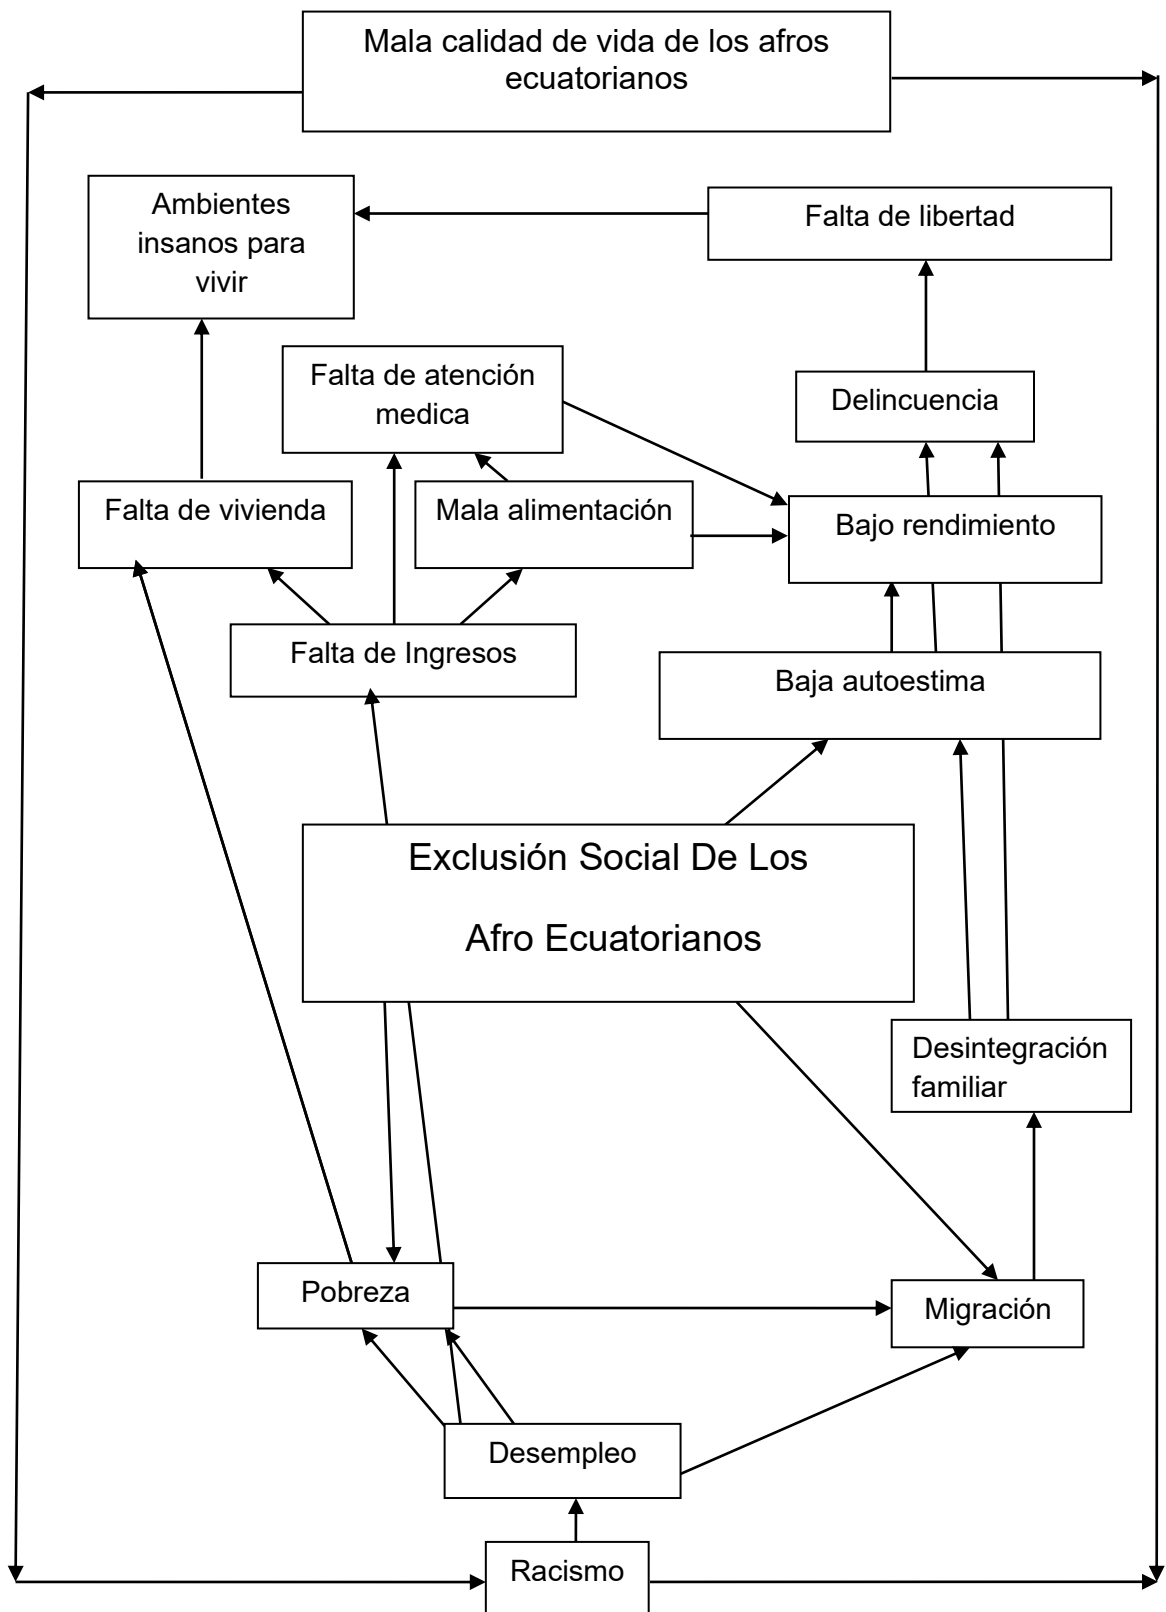 Mala calidad de vida de los afros
ecuatorianos
Ambientes
insanos para
vivir
Falta de libertad
Falta de atención
medica
Delincuencia
Falta de vivienda
Mala alimentación
Bajo rendimiento
Falta de Ingresos
Baja autoestima
Exclusión Social De Los
Afro Ecuatorianos
Desintegración
familiar
Pobreza
Migración
Desempleo
Racismo